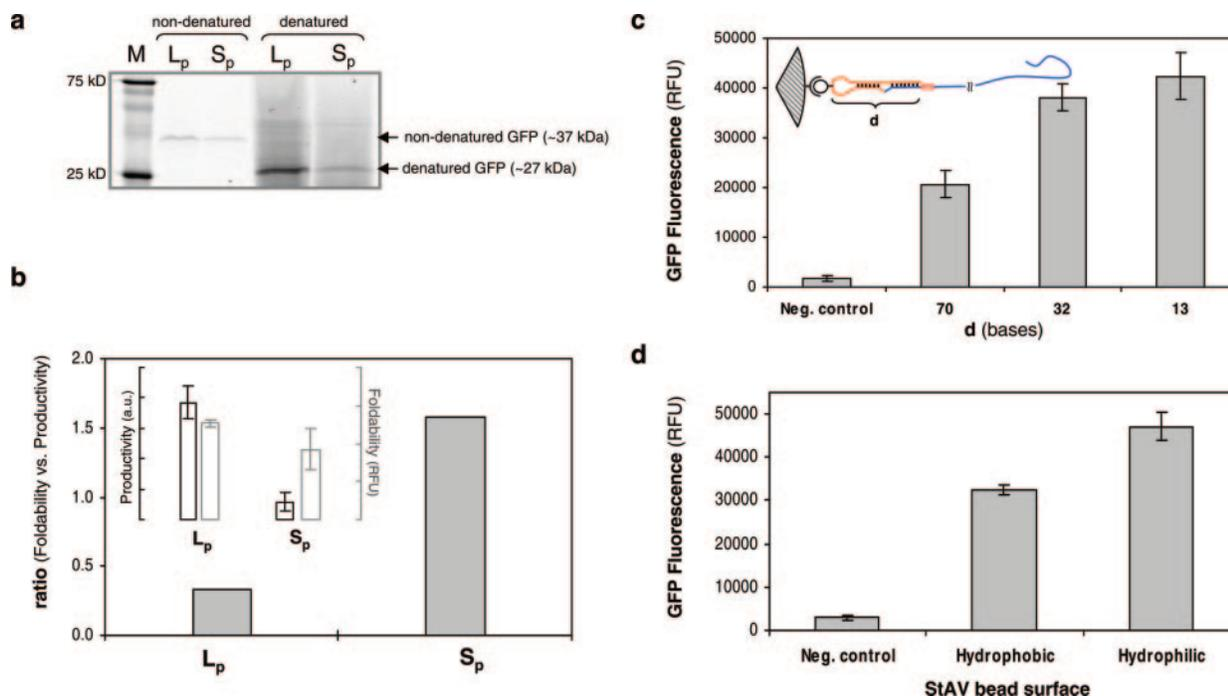 a
non-denatured
denatured
M
Lp
Sp
Lp
Sp
75 kD
25 kD
non-denatured GFP (~37 kDa)
denatured GFP (~27 kDa)
b
ratio (Foldability vs. Productivity)
2.0
1.5
1.0
0.5
0.0
Productivity (a.u.)
Foldability (RFU)
Lp
Sp
Lp
Sp
c
GFP Fluorescence (RFU)
50000
40000
30000
20000
10000
0
d
Neg. control
70
32
13
d (bases)
d
GFP Fluorescence (RFU)
50000
40000
30000
20000
10000
0
Neg. control
Hydrophobic
Hydrophilic
StAV bead surface